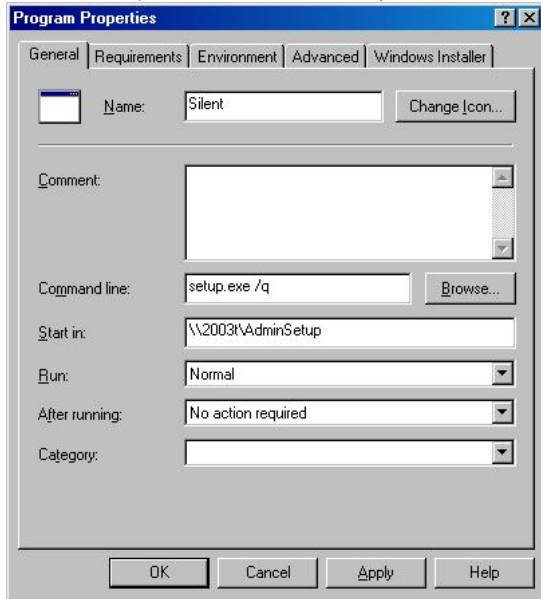 Program Properties
General Requirements Environment Advanced Windows Installer
Name: Silent Change Icon...
Comment:
Command line: setup.exe /q Browse...
Start in: \\2003t\AdminSetup
Run: Normal
After running: No action required
Category:
OK Cancel Apply Help